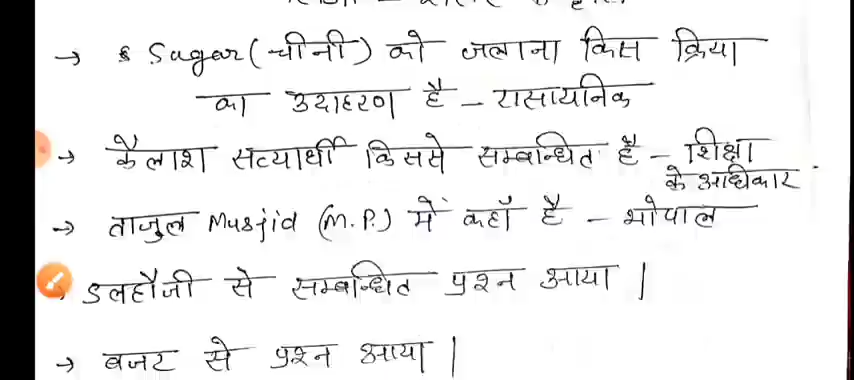 → Sugar (चीनी) को जलाना किस क्रिया
का उदाहरण है – रासायनिक
→ कैलाश सत्यार्थी किससे सम्बन्धित है – शिक्षा
के अधिकार
→ ताजुल Musjid (M.P.) में कहाँ है – भोपाल
डलहौजी से सम्बन्धित प्रश्न आया |
→ बजट से प्रश्न आया |